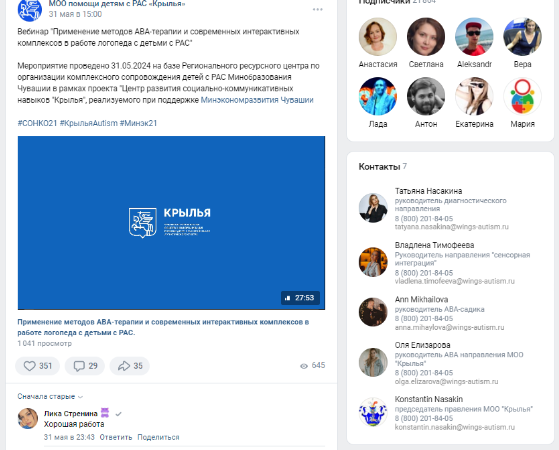 МОО помощи детям с РАС «Крылья»
31 мая в 15:00
Вебинар "Применение методов АВА-терапии и современных интерактивных
комплексов в работе логопеда с детьми с РАС"
Мероприятие проведено 31.05.2024 на базе Регионального ресурсного центра по
организации комплексного сопровождения детей с РАС Минобразования
Чувашии в рамках проекта "Центр развития социально-коммуникативных
навыков "Крылья", реализуемого при поддержке Минэкономразвития Чувашии
#СОНКО21 #КрыльяAutism #Минэк21
КРЫЛЬЯ
27:53
Применение методов АВА-терапии и современных интерактивных комплексов в
работе логопеда с детьми с РАС.
1 041 просмотр
351
29
35
645
Сначала старые
Лика Стренина
Хорошая работа
31 мая в 23:43 Ответить Поделиться
Подписчики
Анастасия
Светлана
Aleksandr
Вера
Лада
Антон
Екатерина
Мария
Контакты 7
Татьяна Насакина
руководитель диагностического
направления
8 (800) 201-84-05
tatyana.nasakina@wings-autism.ru
Владлена Тимофеева
Руководитель направления "сенсорная
интеграция"
8 (800) 201-84-05
vladlena.timofeeva@wings-autism.ru
Ann Mikhailova
руководитель АВА-садика
8 (800) 201-84-05
anna.mihaylova@wings-autism.ru
Оля Елизарова
руководитель АВА направления МОО
"Крылья"
8 (800) 201-84-05
olga.elizarova@wings-autism.ru
Konstantin Nasakin
председатель правления МОО "Крылья"
8 (800) 201-84-05
konstantin.nasakin@wings-autism.ru